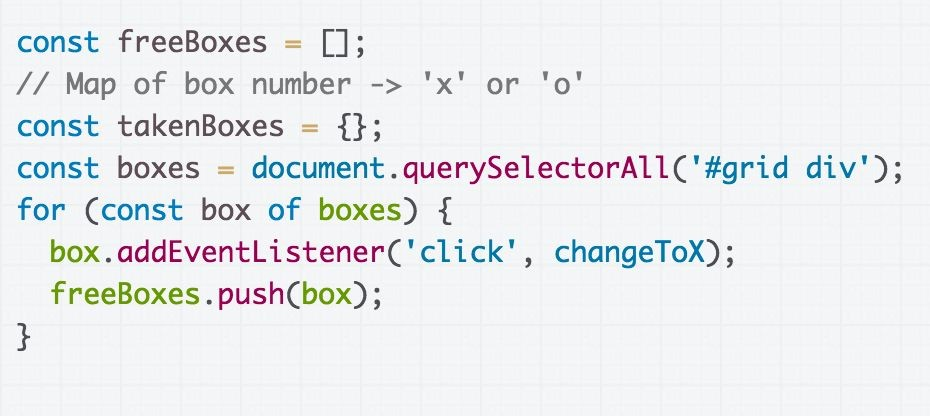 const freeBoxes = [];
// Map of box number -> 'x' or 'o'
const takenBoxes = {};
const boxes = document.querySelectorAll('#grid div');
for (const box of boxes) {
  box.addEventListener('click', changeToX);
  freeBoxes.push(box);
}